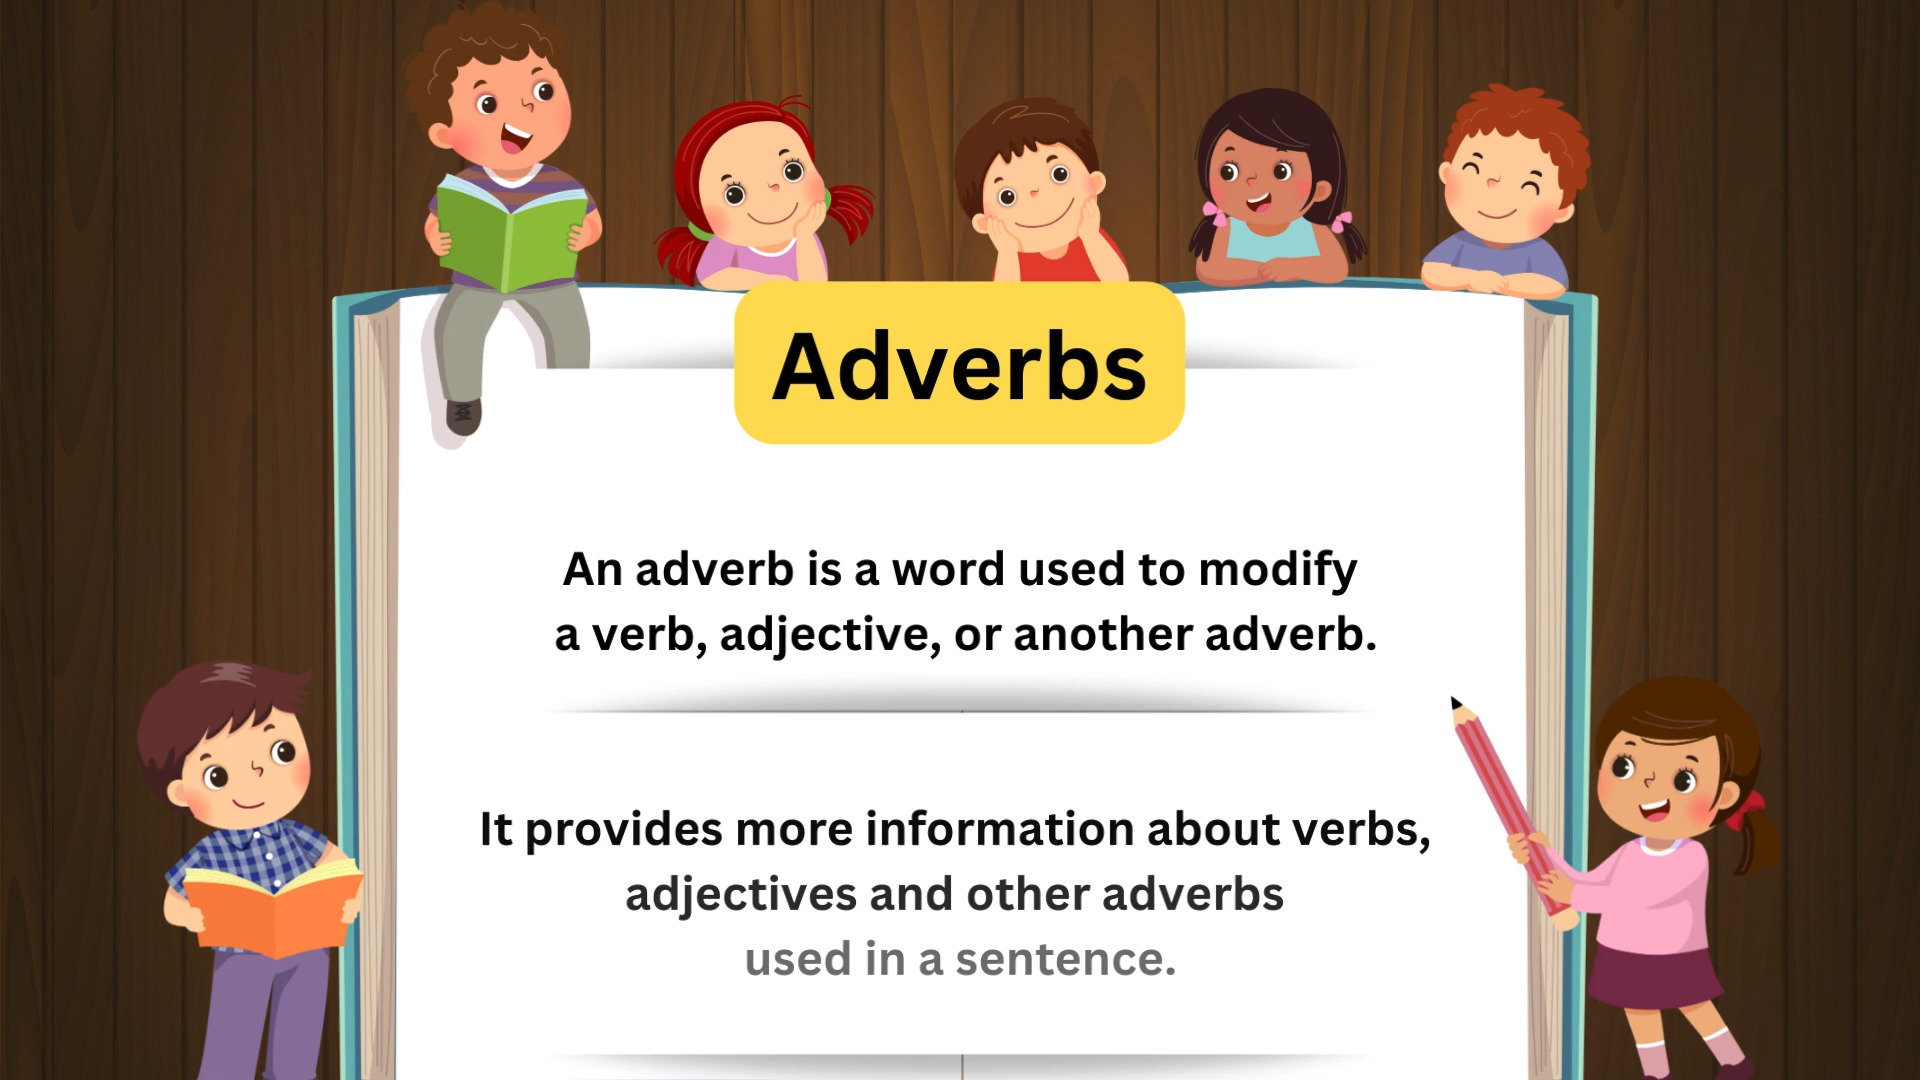 Adverbs
An adverb is a word used to modify
a verb, adjective, or another adverb.
It provides more information about verbs,
adjectives and other adverbs
used in a sentence.